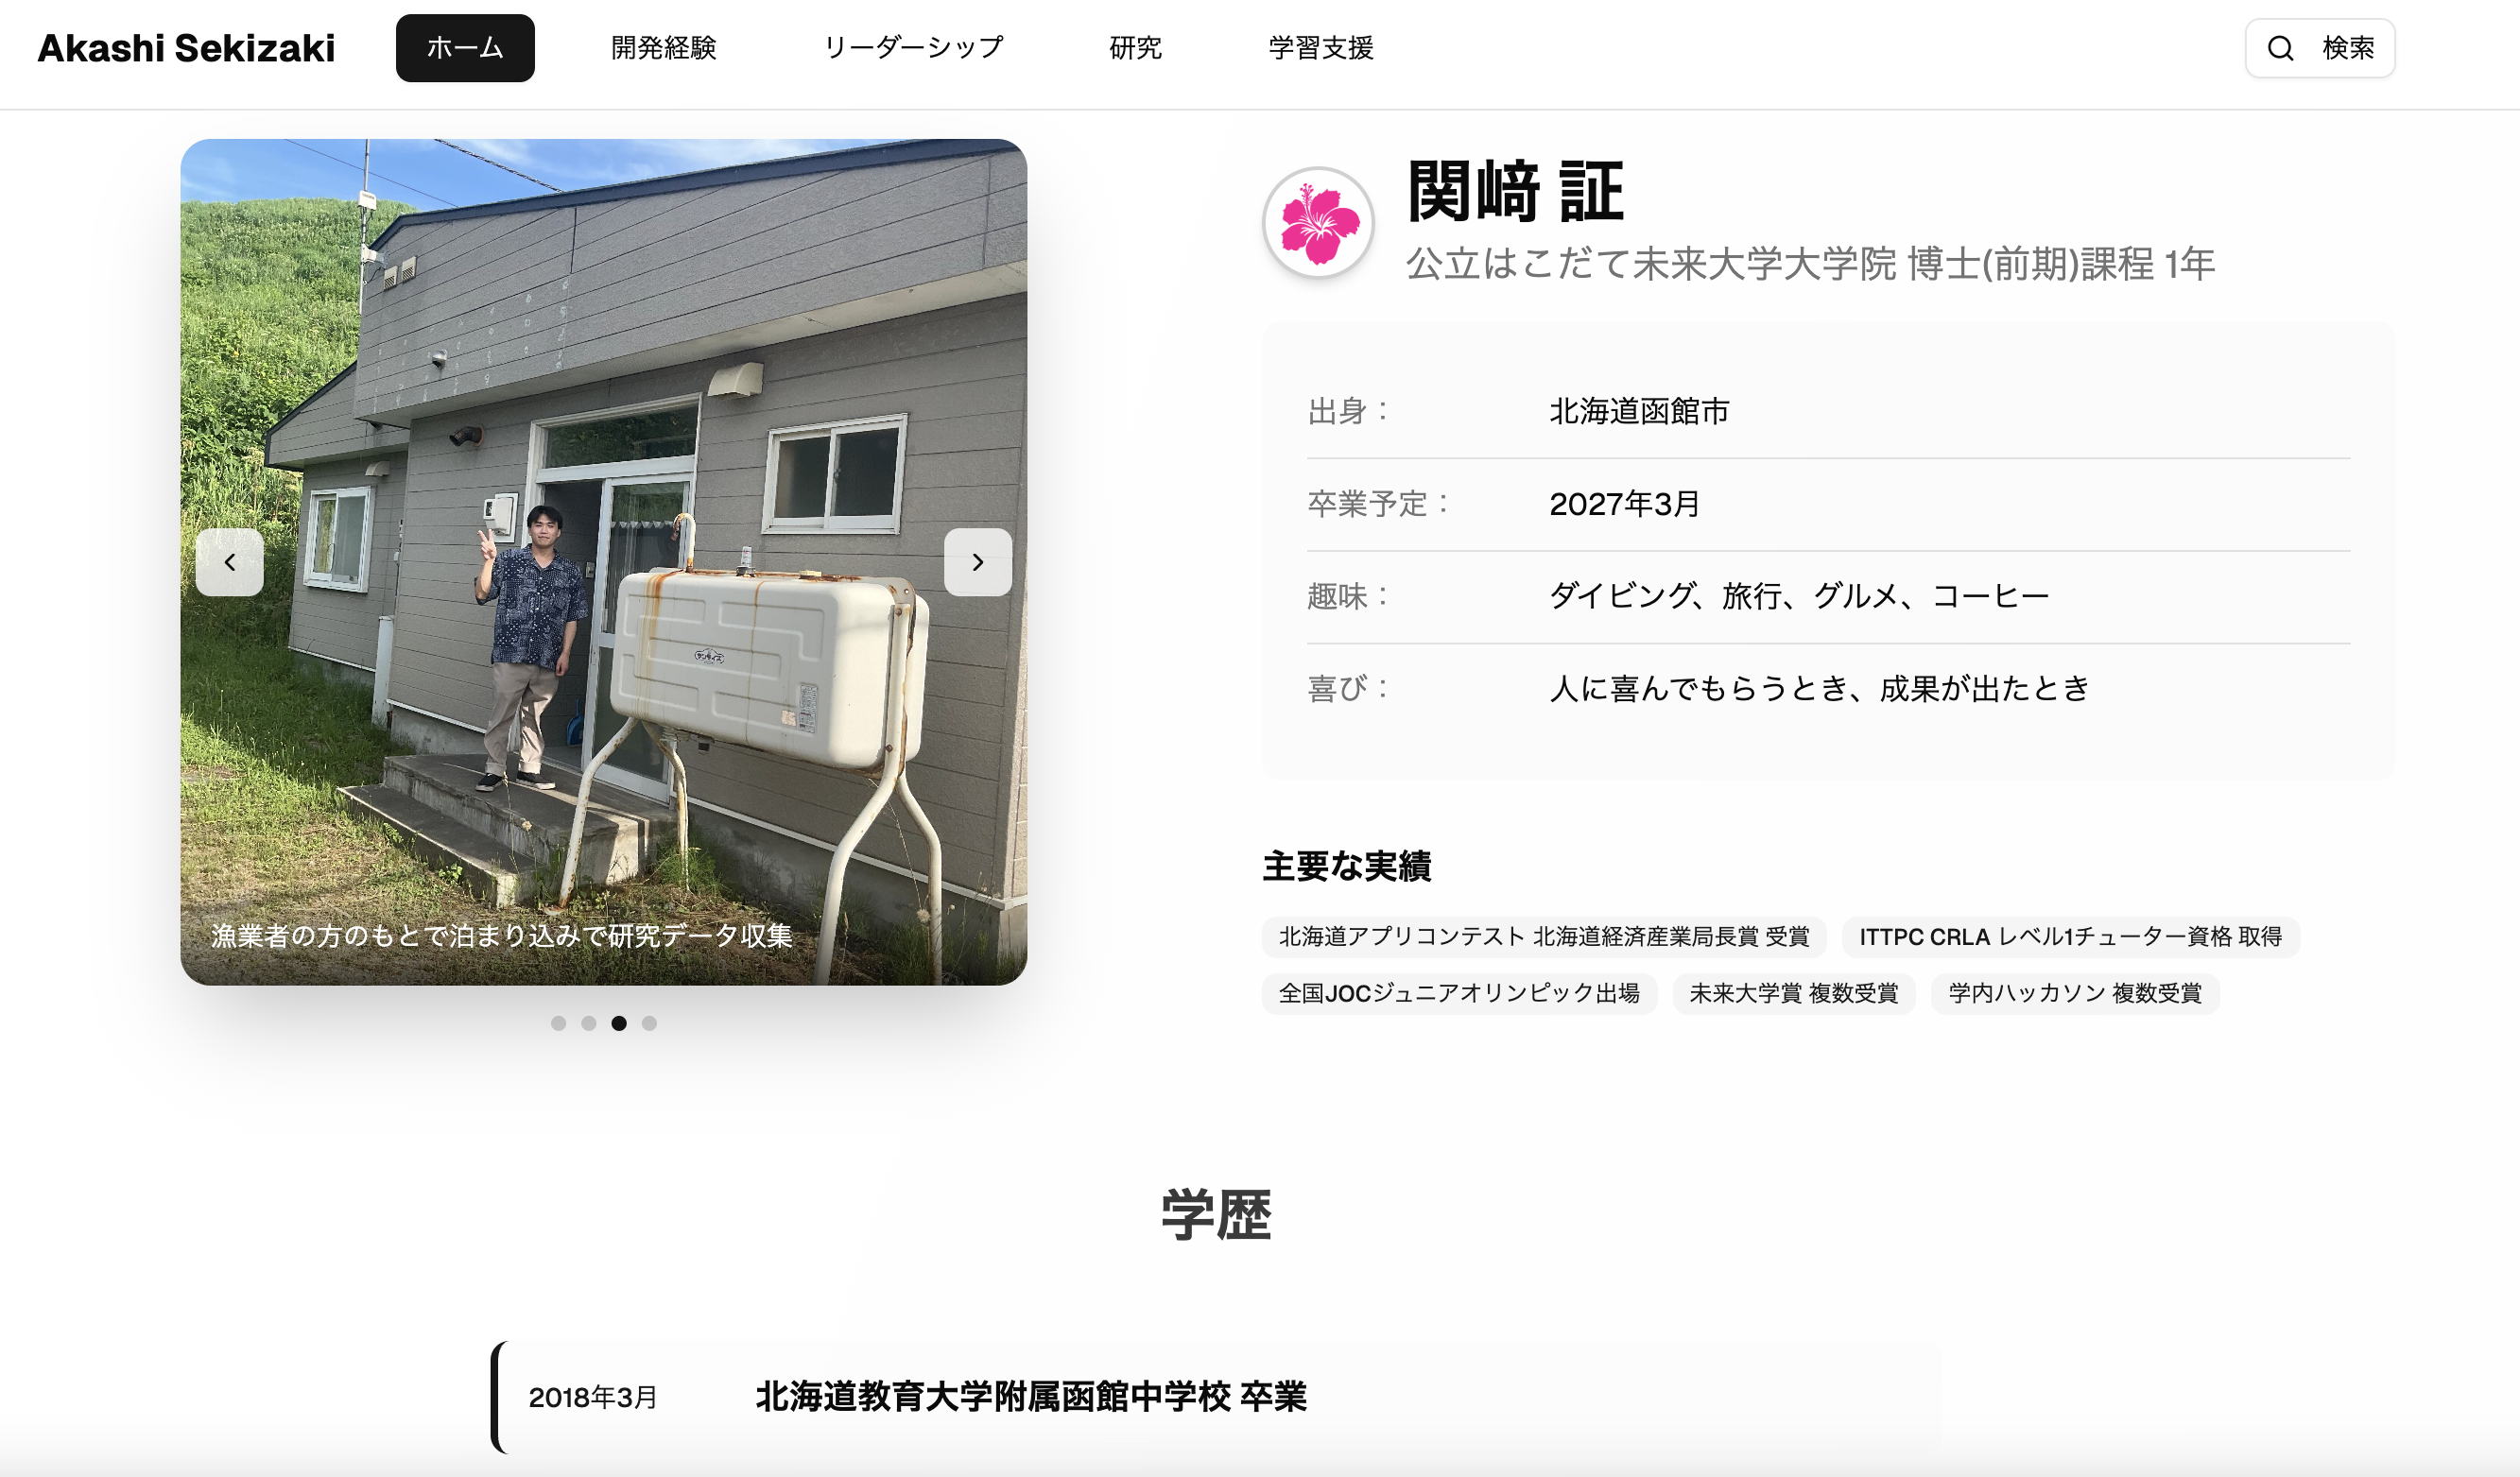 Akashi Sekizaki
ホーム
開発経験
リーダーシップ
研究
学習支援
検索
漁業者の方のもとで泊まり込みで研究データ収集
関﨑 証
公立はこだて未来大学大学院 博士(前期)課程 1年
出身：
北海道函館市
卒業予定：
2027年3月
趣味：
ダイビング、旅行、グルメ、コーヒー
喜び：
人に喜んでもらうとき、成果が出たとき
主要な実績
北海道アプリコンテスト 北海道経済産業局長賞 受賞
ITTPC CRLA レベル1チューター資格 取得
全国JOCジュニアオリンピック出場
未来大学賞 複数受賞
学内ハッカソン 複数受賞
学歴
2018年3月
北海道教育大学附属函館中学校 卒業